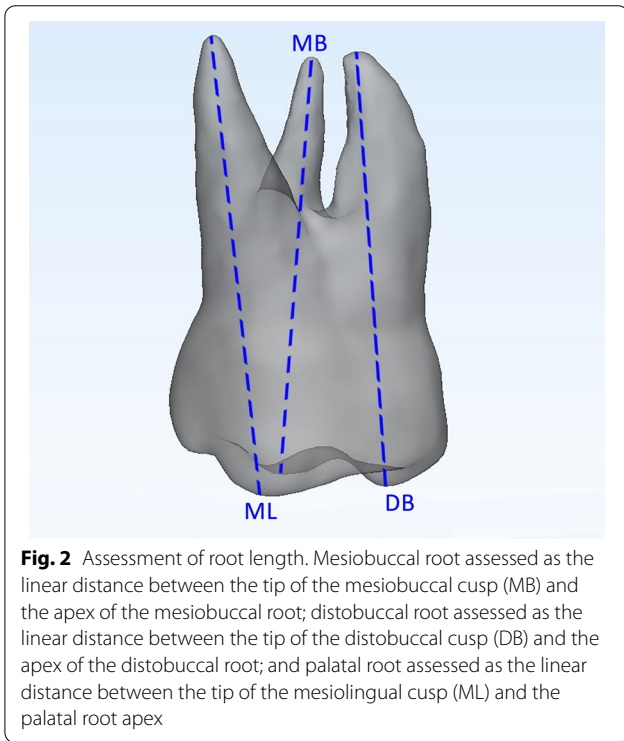 MB
ML
DB
Fig. 2 Assessment of root length. Mesiobuccal root assessed as the
linear distance between the tip of the mesiobuccal cusp (MB) and
the apex of the mesiobuccal root; distobuccal root assessed as the
linear distance between the tip of the distobuccal cusp (DB) and the
apex of the distobuccal root; and palatal root assessed as the linear
distance between the tip of the mesiolingual cusp (ML) and the
palatal root apex